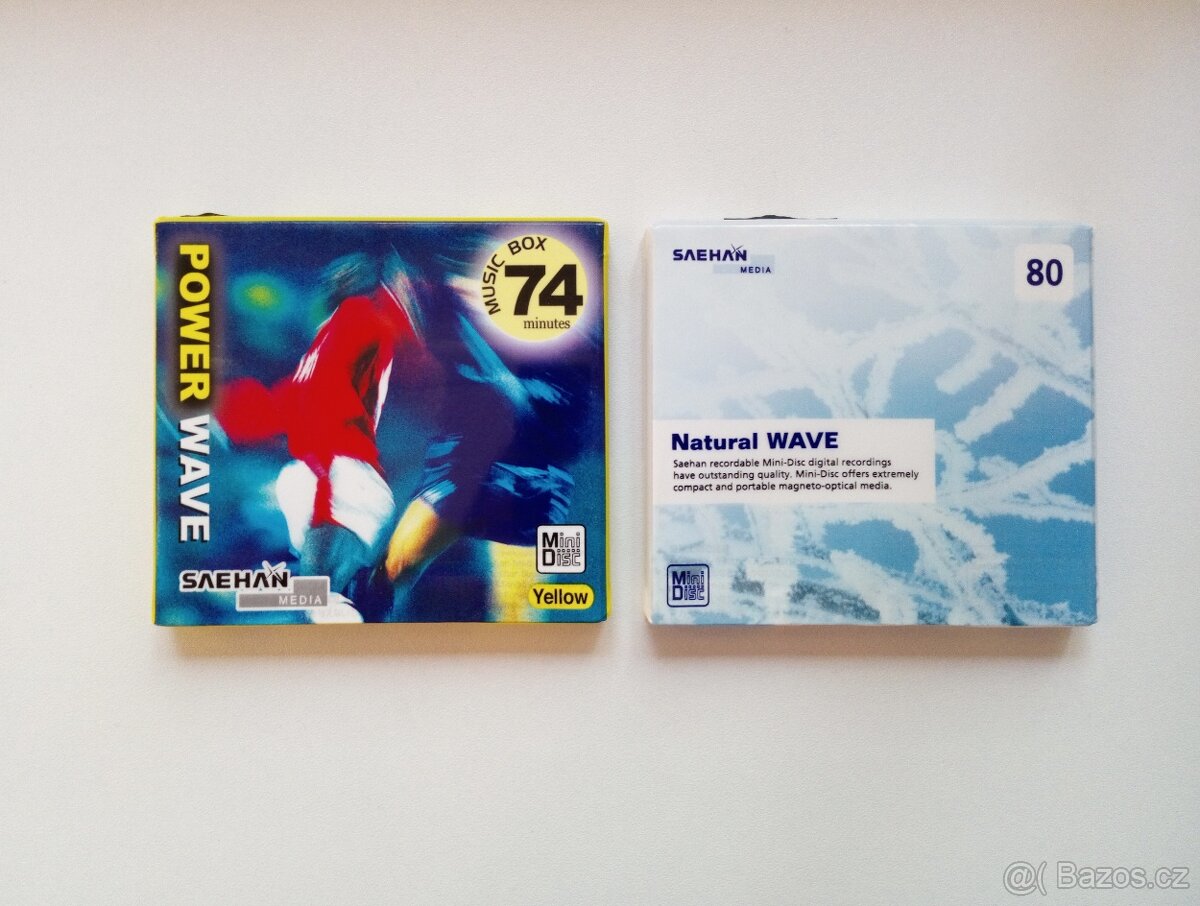 POWER WAVE
MUSIC BOX
74
minutes
Mini
Disc
SAEHAN
MEDIA
Yellow
SAEHAN
MEDIA
80
Natural WAVE
Saehan recordable Mini-Disc digital recordings
have outstanding quality. Mini-Disc offers extremely
compact and portable magneto-optical media.
Mini
Disc
@( Bazos.cz